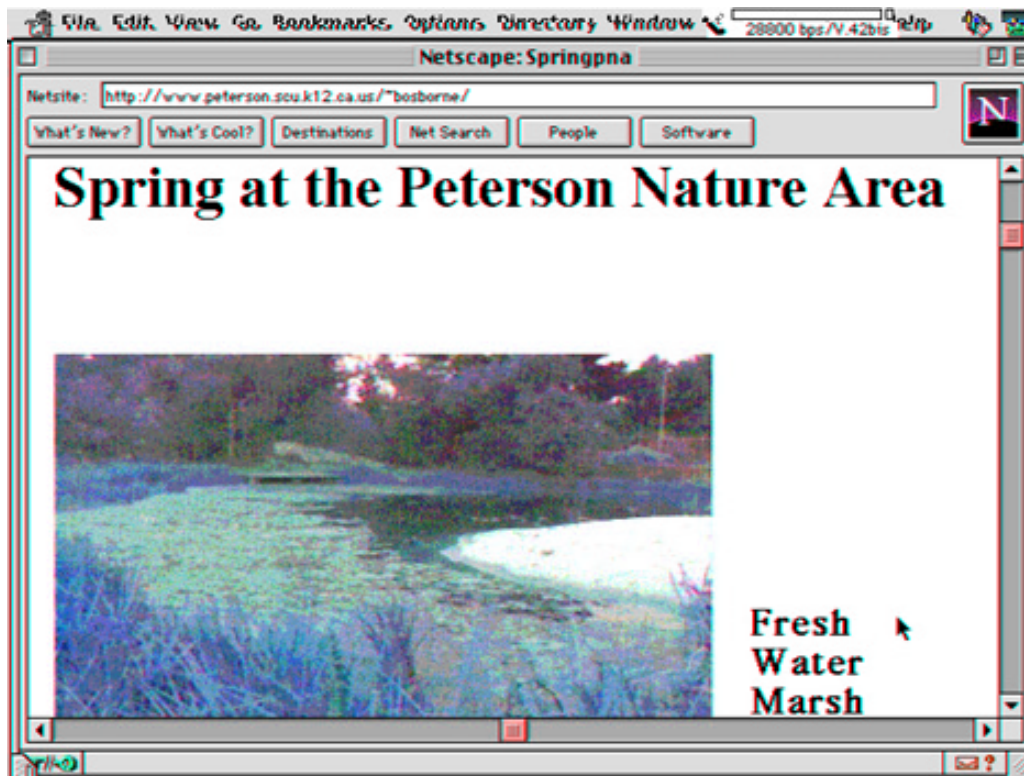 File Edit View Go Bookmarks Options Directory Window
28800 bps/V.42bis
Netscape: Springpna
Netsite: http://www.peterson.scu.k12.ca.us/~bosborne/
N
What's New? What's Cool? Destinations Net Search People Software
Spring at the Peterson Nature Area
Fresh
Water
Marsh
?